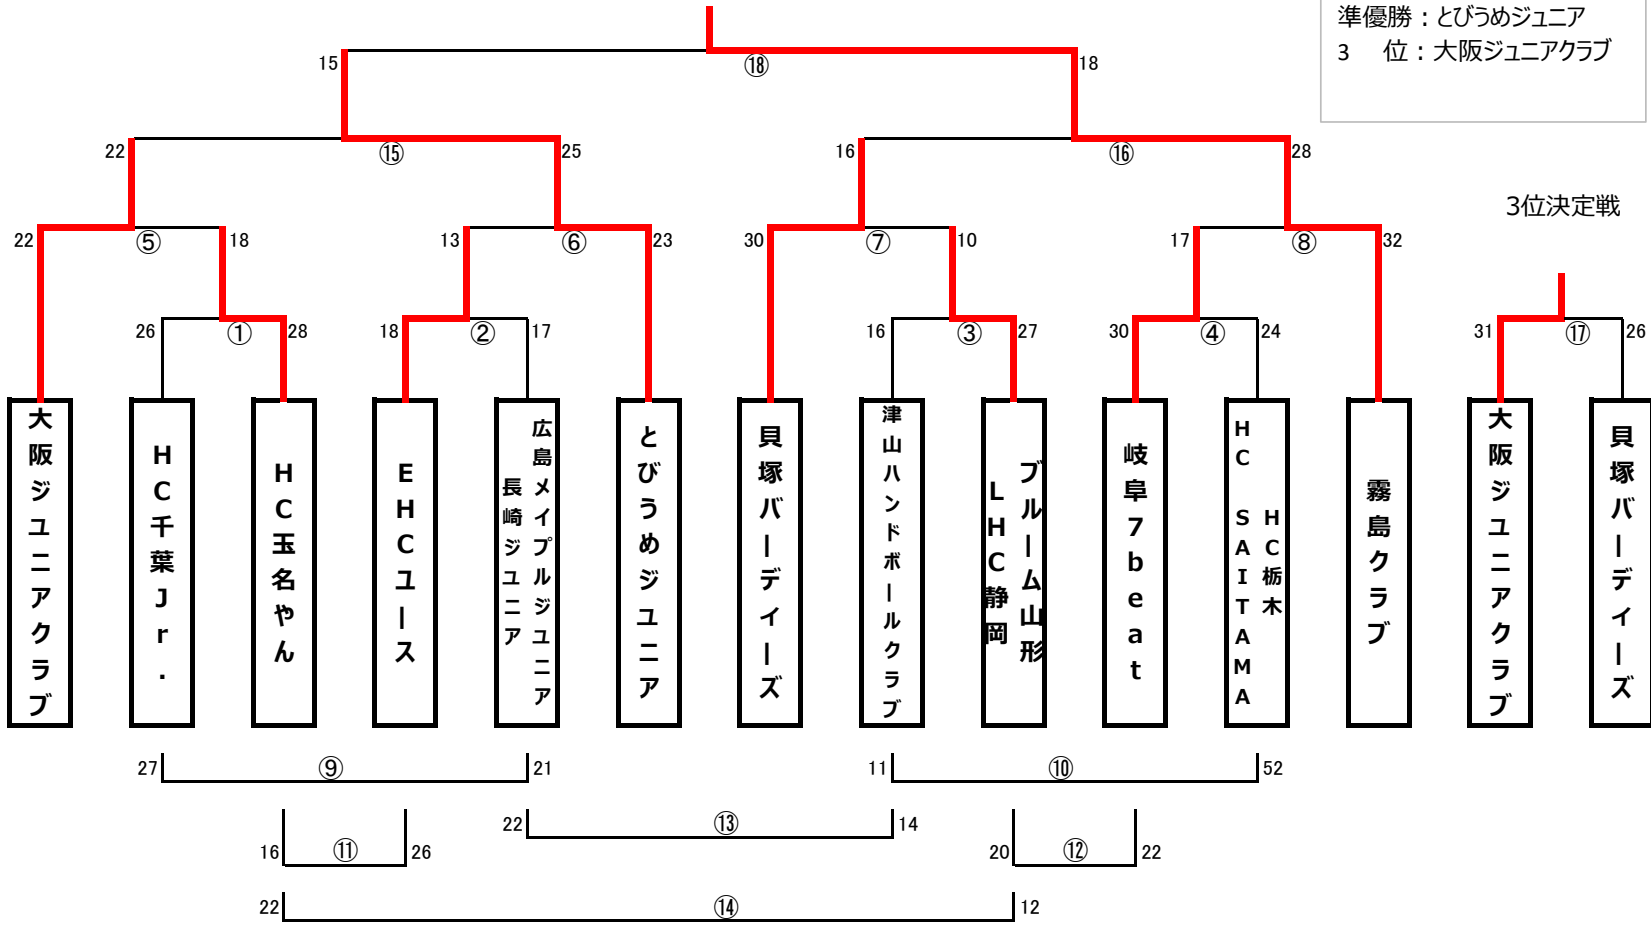 準優勝：とびうめジュニア
3　位：大阪ジュニアクラブ
15 ⑱ 18
22 ⑮ 25 16 ⑯ 28
3位決定戦
22 ⑤ 18 13 ⑥ 23 30 ⑦ 10 17 ⑧ 32
26 ① 28 18 ② 17 16 ③ 27 30 ④ 24 31 ⑰ 26
大阪ジュニアクラブ
HC千葉Jr.
HC玉名やん
EHCユース
広島メイプルジュニア
長崎ジュニア
とびうめジュニア
貝塚バーディーズ
津山ハンドボールクラブ
ブルーム山形
LHC静岡
岐阜7beat
HC栃木
HC SAITAMA
霧島クラブ
大阪ジュニアクラブ
貝塚バーディーズ
27 ⑨ 21 11 ⑩ 52
22 ⑬ 14
16 ⑪ 26 20 ⑫ 22
22 ⑭ 12